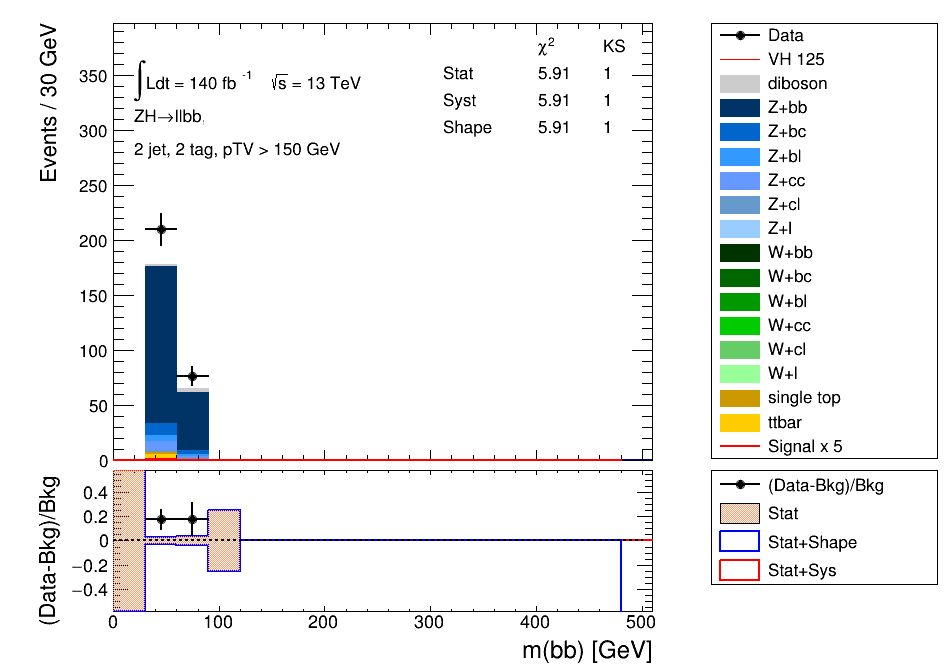 Events / 30 GeV
350
300
250
200
150
100
50
0
∫Ldt = 140 fb⁻¹ √s = 13 TeV
ZH→llbb,
2 jet, 2 tag, pTV > 150 GeV
χ² KS
Stat 5.91 1
Syst 5.91 1
Shape 5.91 1
Data
VH 125
diboson
Z+bb
Z+bc
Z+bl
Z+cc
Z+cl
Z+l
W+bb
W+bc
W+bl
W+cc
W+cl
W+l
single top
ttbar
Signal x 5
(Data-Bkg)/Bkg
0.4
0.2
0
−0.2
−0.4
0 100 200 300 400 500
m(bb) [GeV]
(Data-Bkg)/Bkg
Stat
Stat+Shape
Stat+Sys